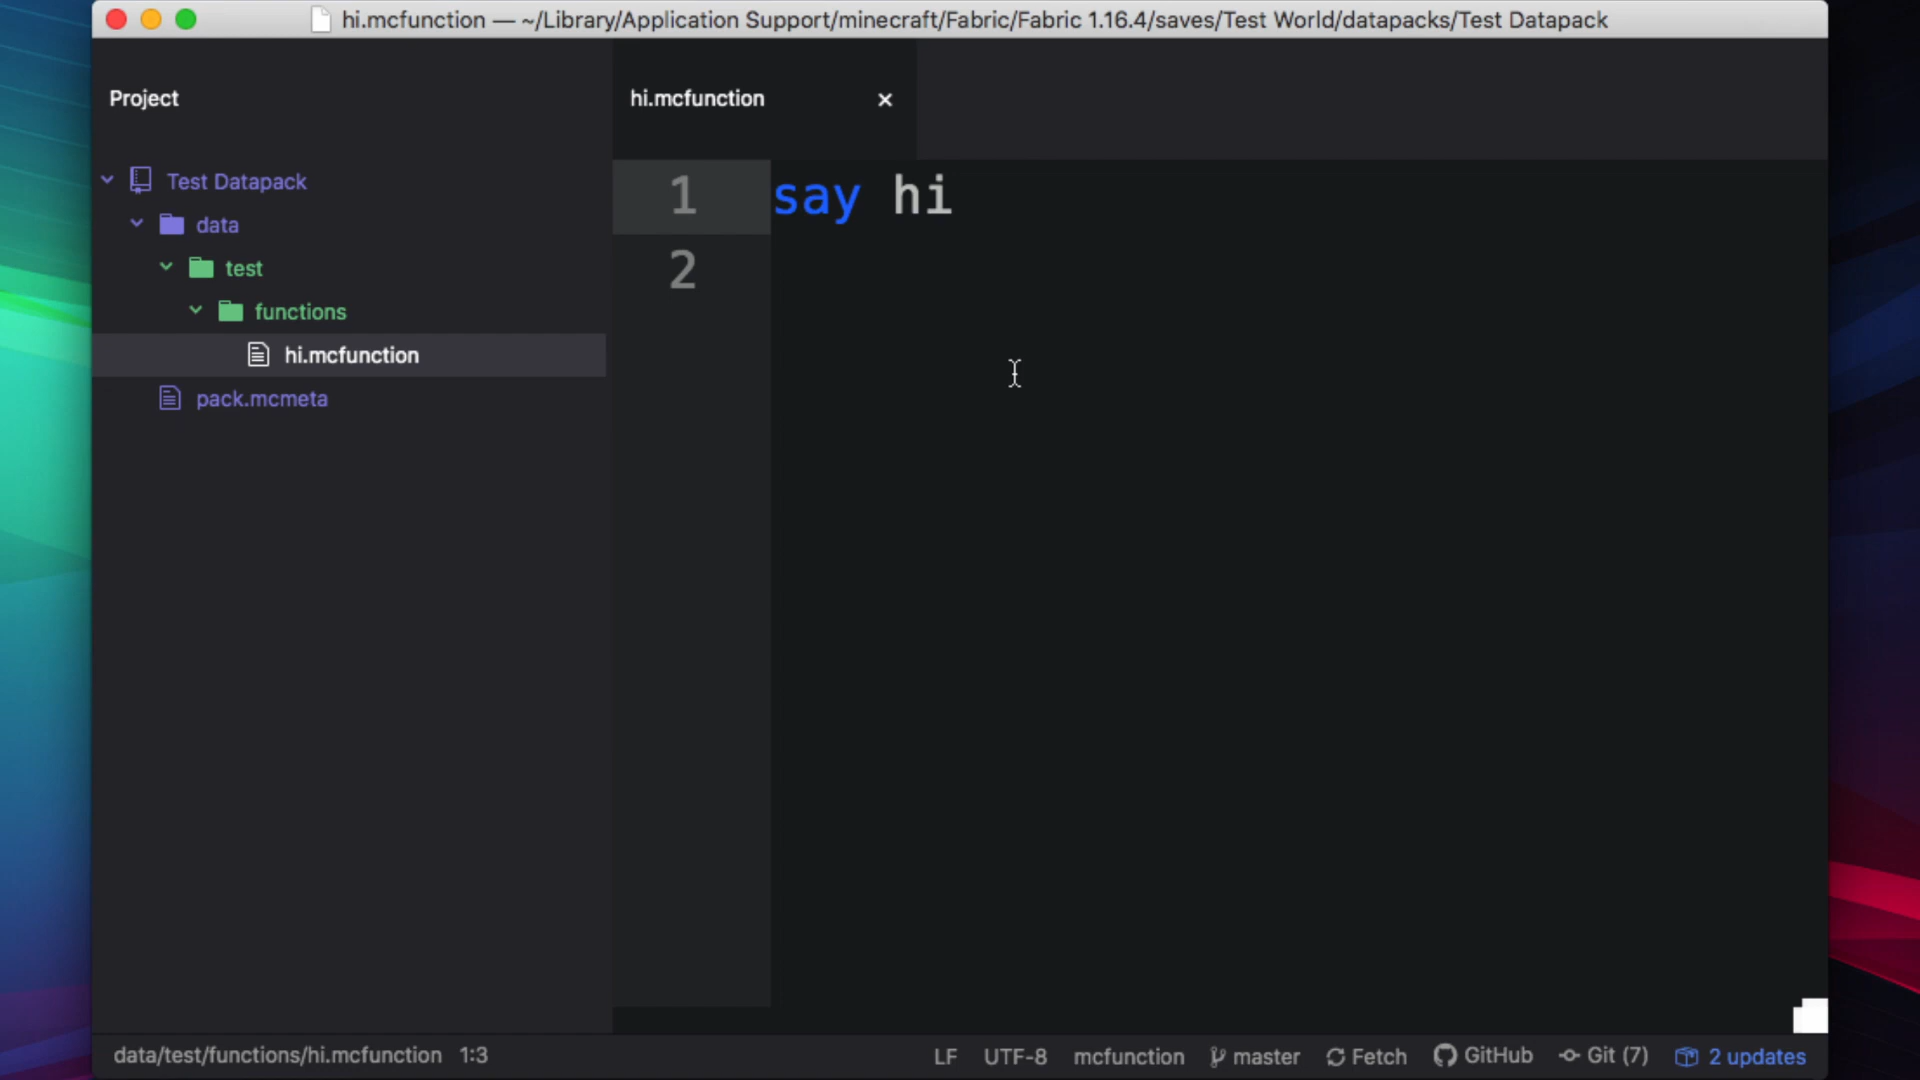 hi.mcfunction — ~/Library/Application Support/minecraft/Fabric/Fabric 1.16.4/saves/Test World/datapacks/Test Datapack
Project
hi.mcfunction ×
Test Datapack
data
test
functions
hi.mcfunction
pack.mcmeta
1 say hi
2
data/test/functions/hi.mcfunction 1:3 LF UTF-8 mcfunction master Fetch GitHub Git (7) 2 updates